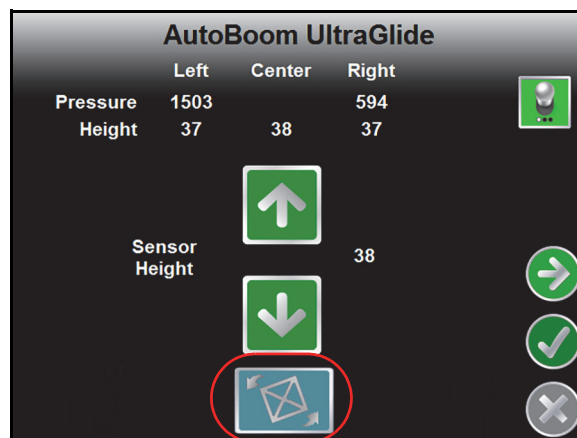 AutoBoom UltraGlide
Left Center Right
Pressure 1503 594
Height 37 38 37
Sensor
Height 38